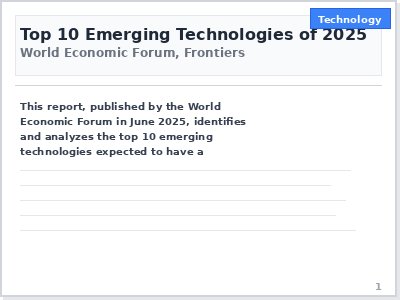 Technology
Top 10 Emerging Technologies of 2025
World Economic Forum, Frontiers
This report, published by the World
Economic Forum in June 2025, identifies
and analyzes the top 10 emerging
technologies expected to have a
1